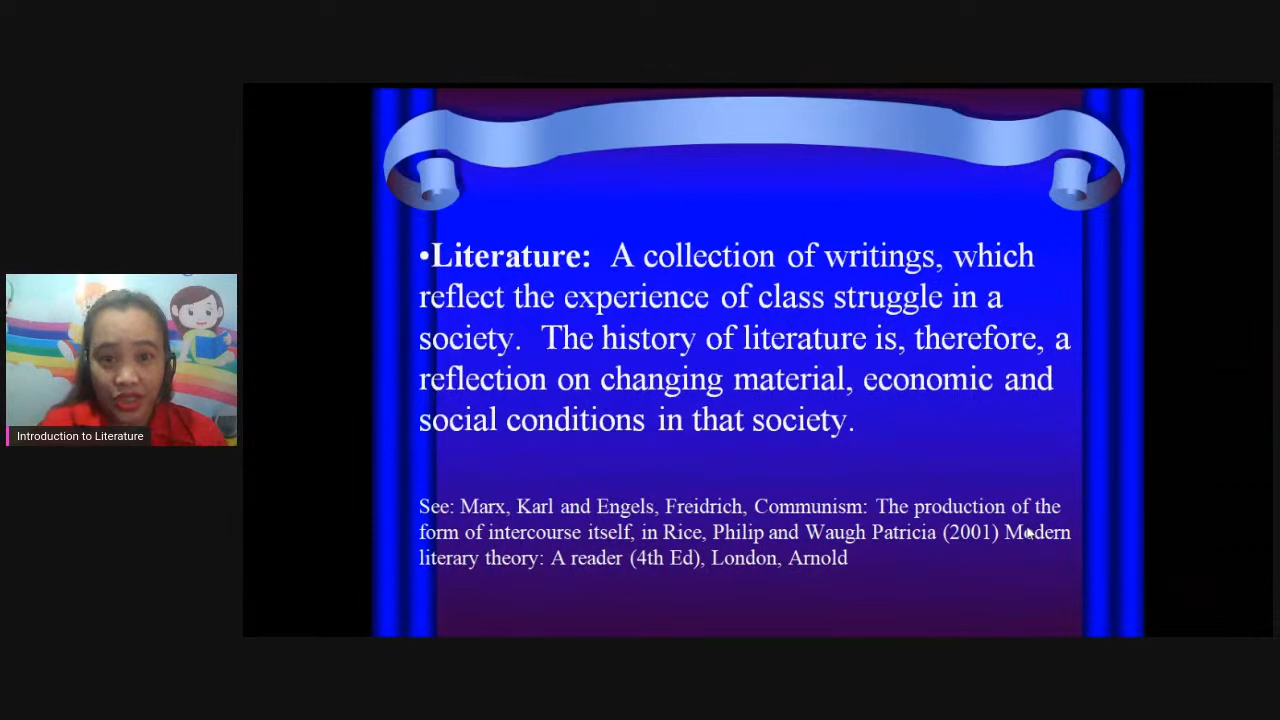 •Literature: A collection of writings, which
reflect the experience of class struggle in a
society. The history of literature is, therefore, a
reflection on changing material, economic and
social conditions in that society.
See: Marx, Karl and Engels, Freidrich, Communism: The production of the
form of intercourse itself, in Rice, Philip and Waugh Patricia (2001) Modern
literary theory: A reader (4th Ed), London, Arnold
Introduction to Literature